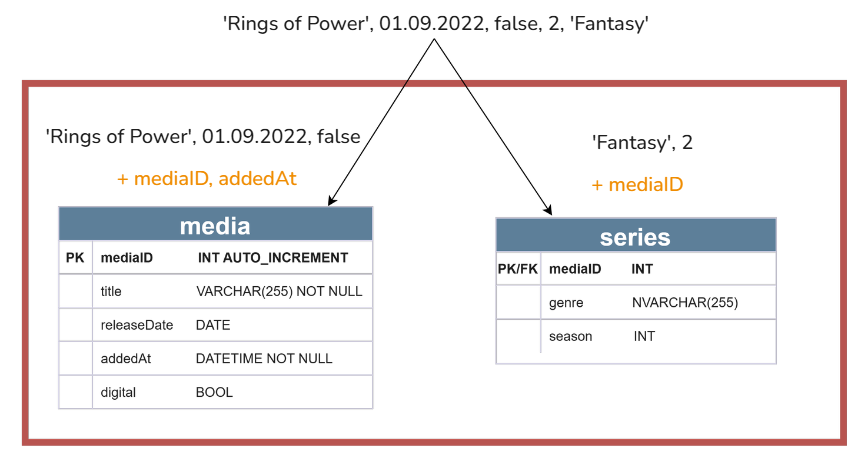 'Rings of Power', 01.09.2022, false, 2, 'Fantasy'
'Rings of Power', 01.09.2022, false
+ mediaID, addedAt
media
PK mediaID INT AUTO_INCREMENT
title VARCHAR(255) NOT NULL
releaseDate DATE
addedAt DATETIME NOT NULL
digital BOOL
'Fantasy', 2
+ mediaID
series
PK/FK mediaID INT
genre NVARCHAR(255)
season INT